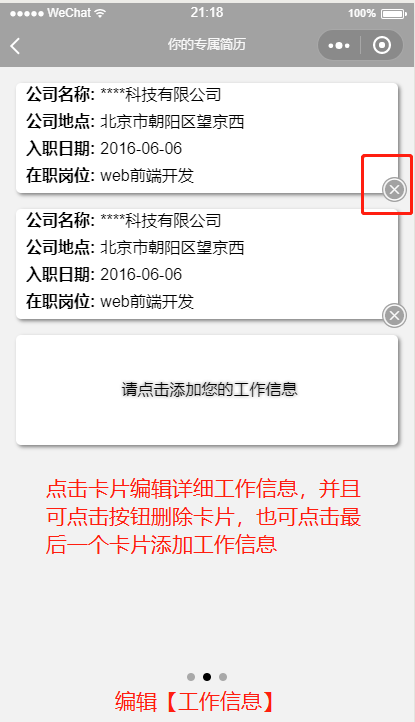 WeChat 21:18 100%
你的专属简历
公司名称: ****科技有限公司
公司地点: 北京市朝阳区望京西
入职日期: 2016-06-06
在职岗位: web前端开发
公司名称: ****科技有限公司
公司地点: 北京市朝阳区望京西
入职日期: 2016-06-06
在职岗位: web前端开发
请点击添加您的工作信息
点击卡片编辑详细工作信息，并且
可点击按钮删除卡片，也可点击最
后一个卡片添加工作信息
编辑【工作信息】